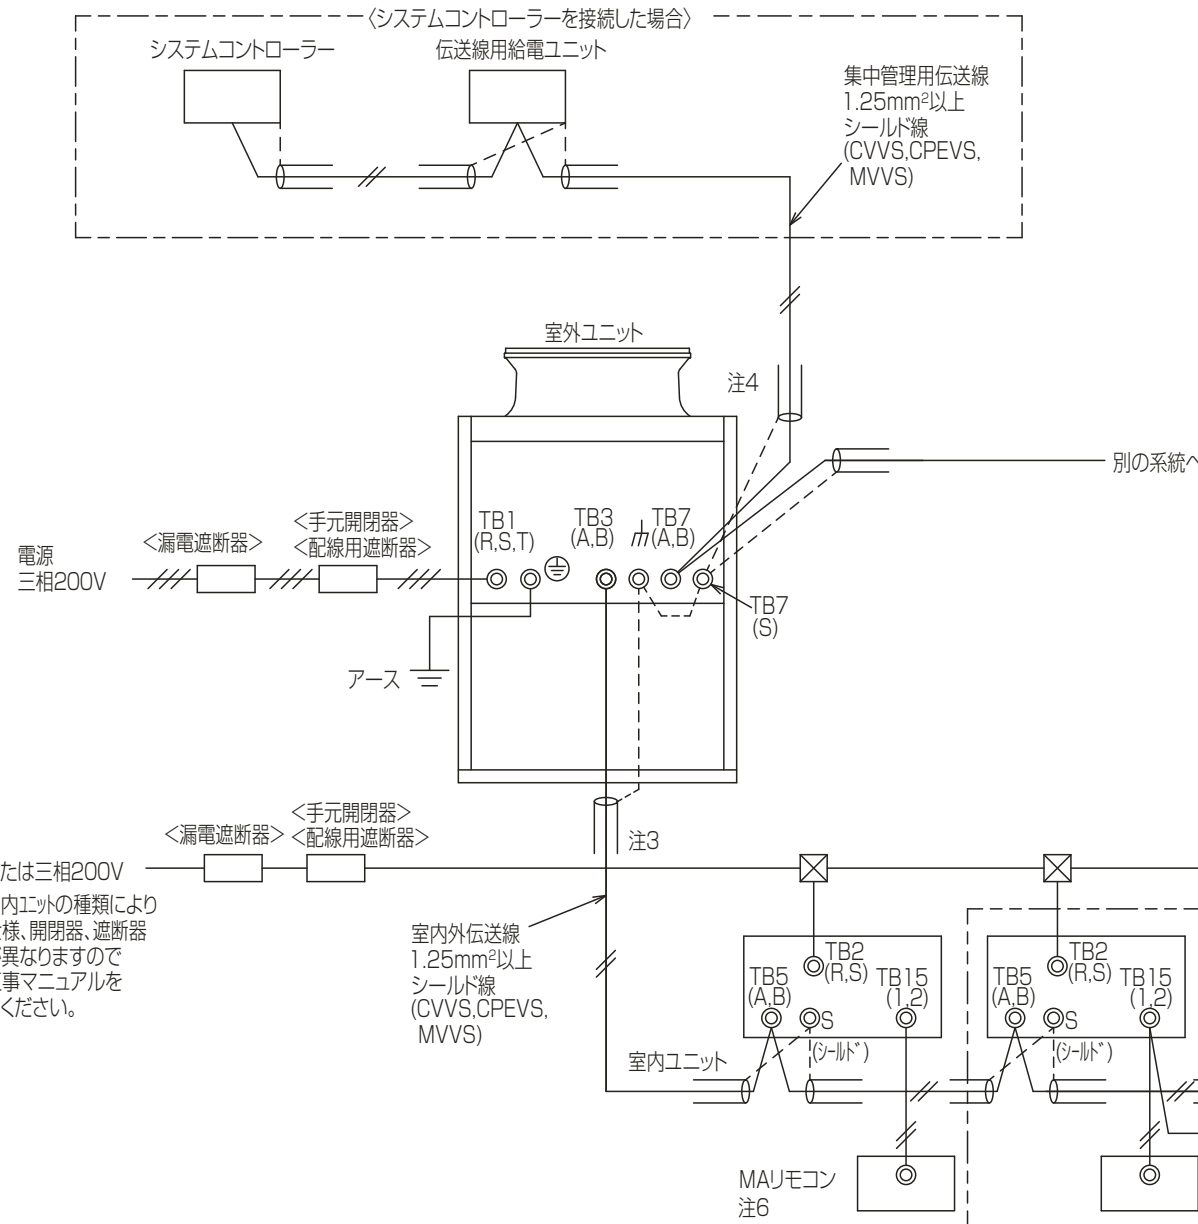 〈システムコントローラーを接続した場合〉
システムコントローラー
伝送線用給電ユニット
集中管理用伝送線
1.25mm²以上
シールド線
(CVVS,CPEVS,
MVVS)
室外ユニット
注4
別の系統へ
TB1
(R,S,T)
TB3
(A,B)
TB7
(A,B)
<漏電遮断器>
<手元開閉器>
<配線用遮断器>
電源
三相200V
TB7
(S)
アース
<漏電遮断器>
<手元開閉器>
<配線用遮断器>
注3
たは三相200V
内ユニットの種類により
様、開閉器、遮断器
異なりますので
事マニュアルを
ください。
室内外伝送線
1.25mm²以上
シールド線
(CVVS,CPEVS,
MVVS)
TB2
(R,S)
TB5
(A,B)
TB15
(1,2)
S
(シールド)
TB2
(R,S)
TB5
(A,B)
TB15
(1,2)
S
(シールド)
室内ユニット
MAリモコン
注6